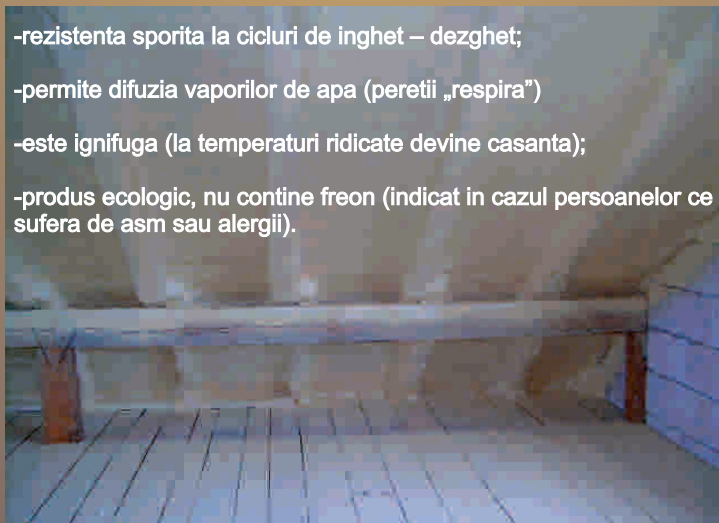 -rezistenta sporita la cicluri de inghet – dezghet;
-permite difuzia vaporilor de apa (peretii „respira”)
-este ignifuga (la temperaturi ridicate devine casanta);
-produs ecologic, nu contine freon (indicat in cazul persoanelor ce
sufera de asm sau alergii).